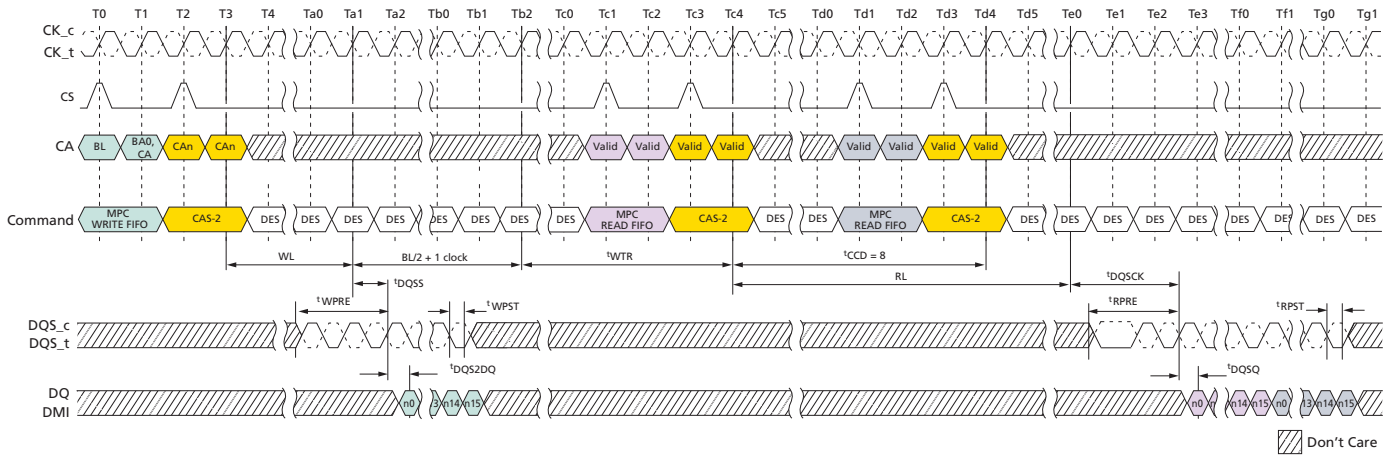 T0 T1 T2 T3 T4 Ta0 Ta1 Ta2 Tb0 Tb1 Tb2 Tc0 Tc1 Tc2 Tc3 Tc4 Tc5 Td0 Td1 Td2 Td3 Td4 Td5 Te0 Te1 Te2 Te3 Tf0 Tf1 Tg0 Tg1
CK_c
CK_t
CS
CA BL BA0, CA CAn CAn Valid Valid Valid Valid Valid Valid Valid Valid
Command MPC WRITE FIFO CAS-2 DES DES DES DES DES DES DES DES MPC READ FIFO CAS-2 DES DES MPC READ FIFO CAS-2 DES DES DES DES DES DES DES DES DES
WL BL/2 + 1 clock tWTR tCCD = 8
RL tDQSCK
tDQSS
tWPRE tWPST tRPRE tRPST
DQS_c
DQS_t
tDQS2DQ tDQSQ
DQ
DMI
n0 13 n14 n15 n0 n n14 n15 n0 13 n14 n15
Don't Care